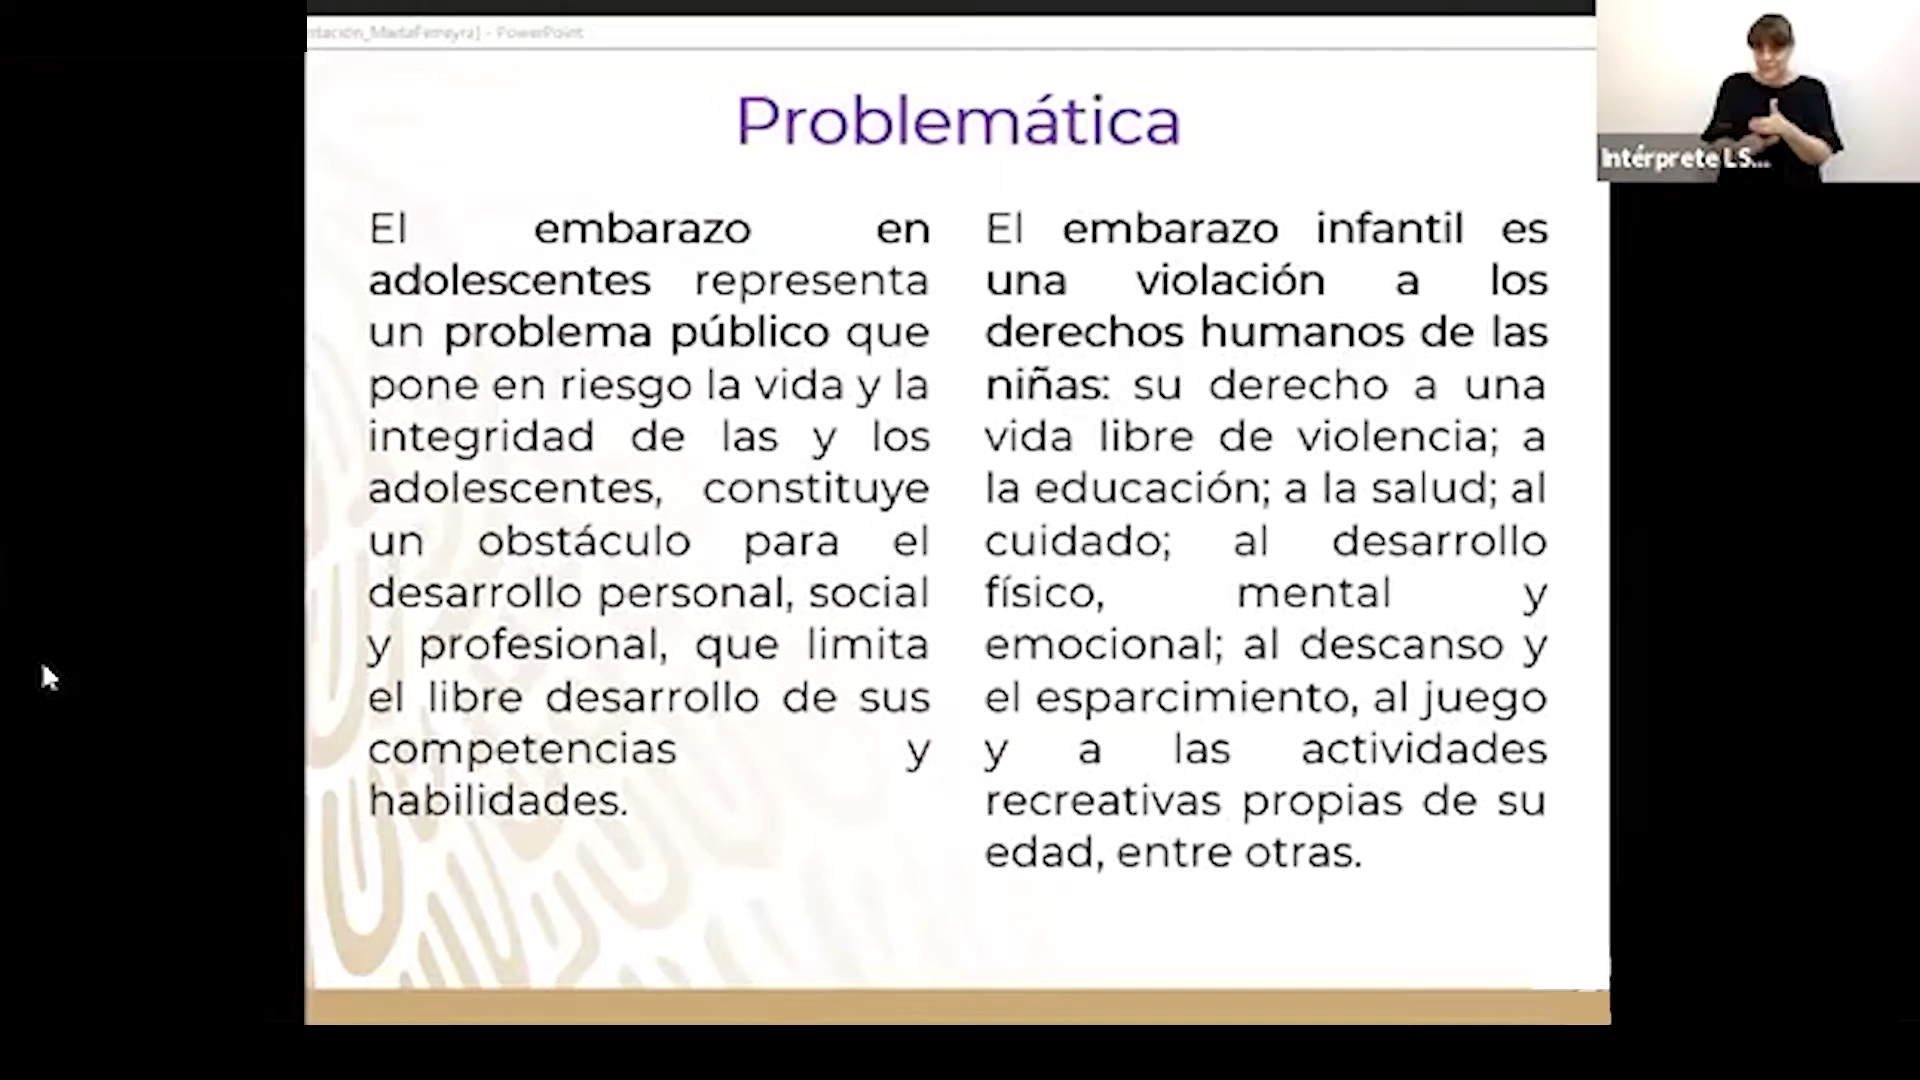 ntación_MartaFerreyra] - PowerPoint
Problemática
El embarazo en
adolescentes representa
un problema público que
pone en riesgo la vida y la
integridad de las y los
adolescentes, constituye
un obstáculo para el
desarrollo personal, social
y profesional, que limita
el libre desarrollo de sus
competencias y
habilidades.
El embarazo infantil es
una violación a los
derechos humanos de las
niñas: su derecho a una
vida libre de violencia; a
la educación; a la salud; al
cuidado; al desarrollo
físico, mental y
emocional; al descanso y
el esparcimiento, al juego
y a las actividades
recreativas propias de su
edad, entre otras.
Intérprete LS...